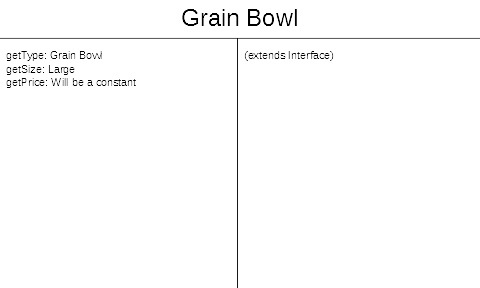 Grain Bowl
getType: Grain Bowl
getSize: Large
getPrice: Will be a constant
(extends Interface)